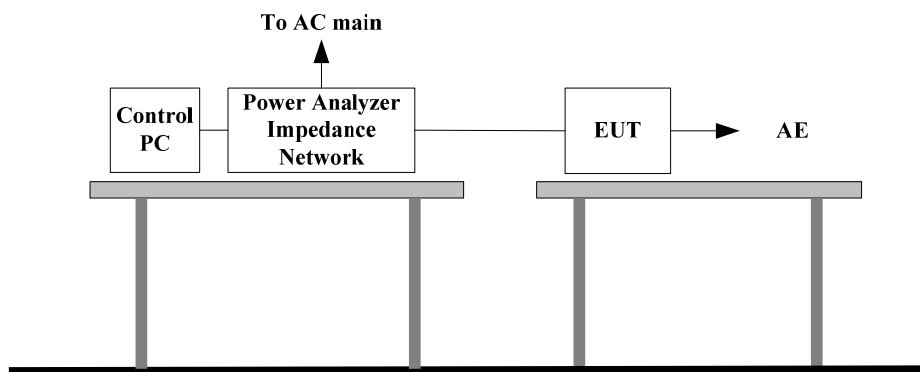 To AC main
Control
PC
Power Analyzer
Impedance
Network
EUT
AE